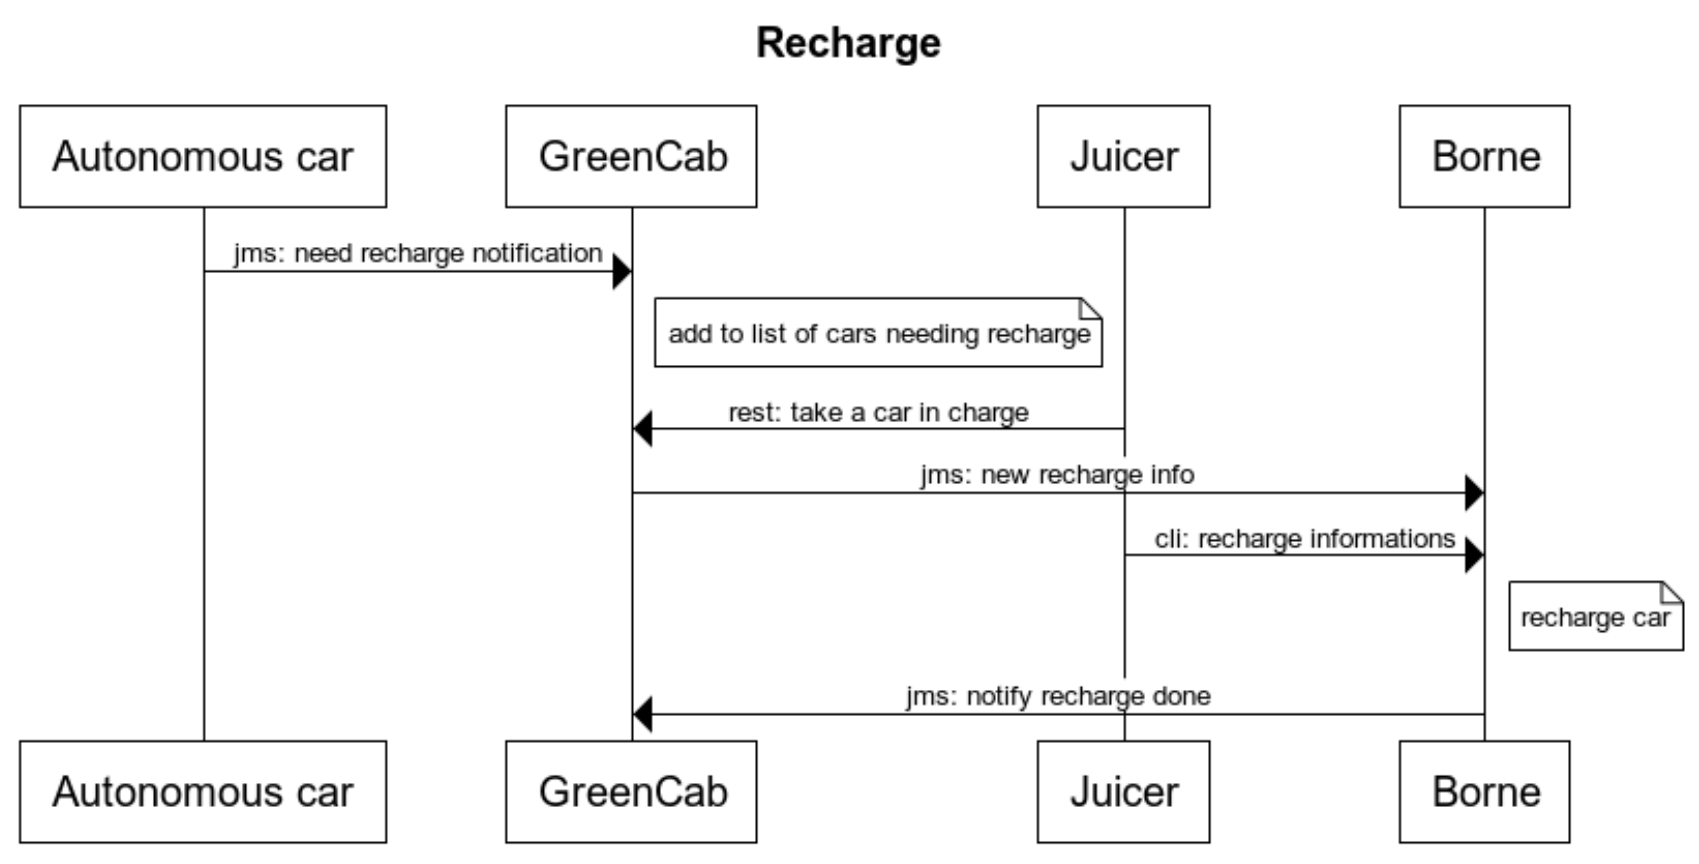 Recharge
Autonomous car
GreenCab
Juicer
Borne
jms: need recharge notification
add to list of cars needing recharge
rest: take a car in charge
jms: new recharge info
cli: recharge informations
recharge car
jms: notify recharge done
Autonomous car
GreenCab
Juicer
Borne